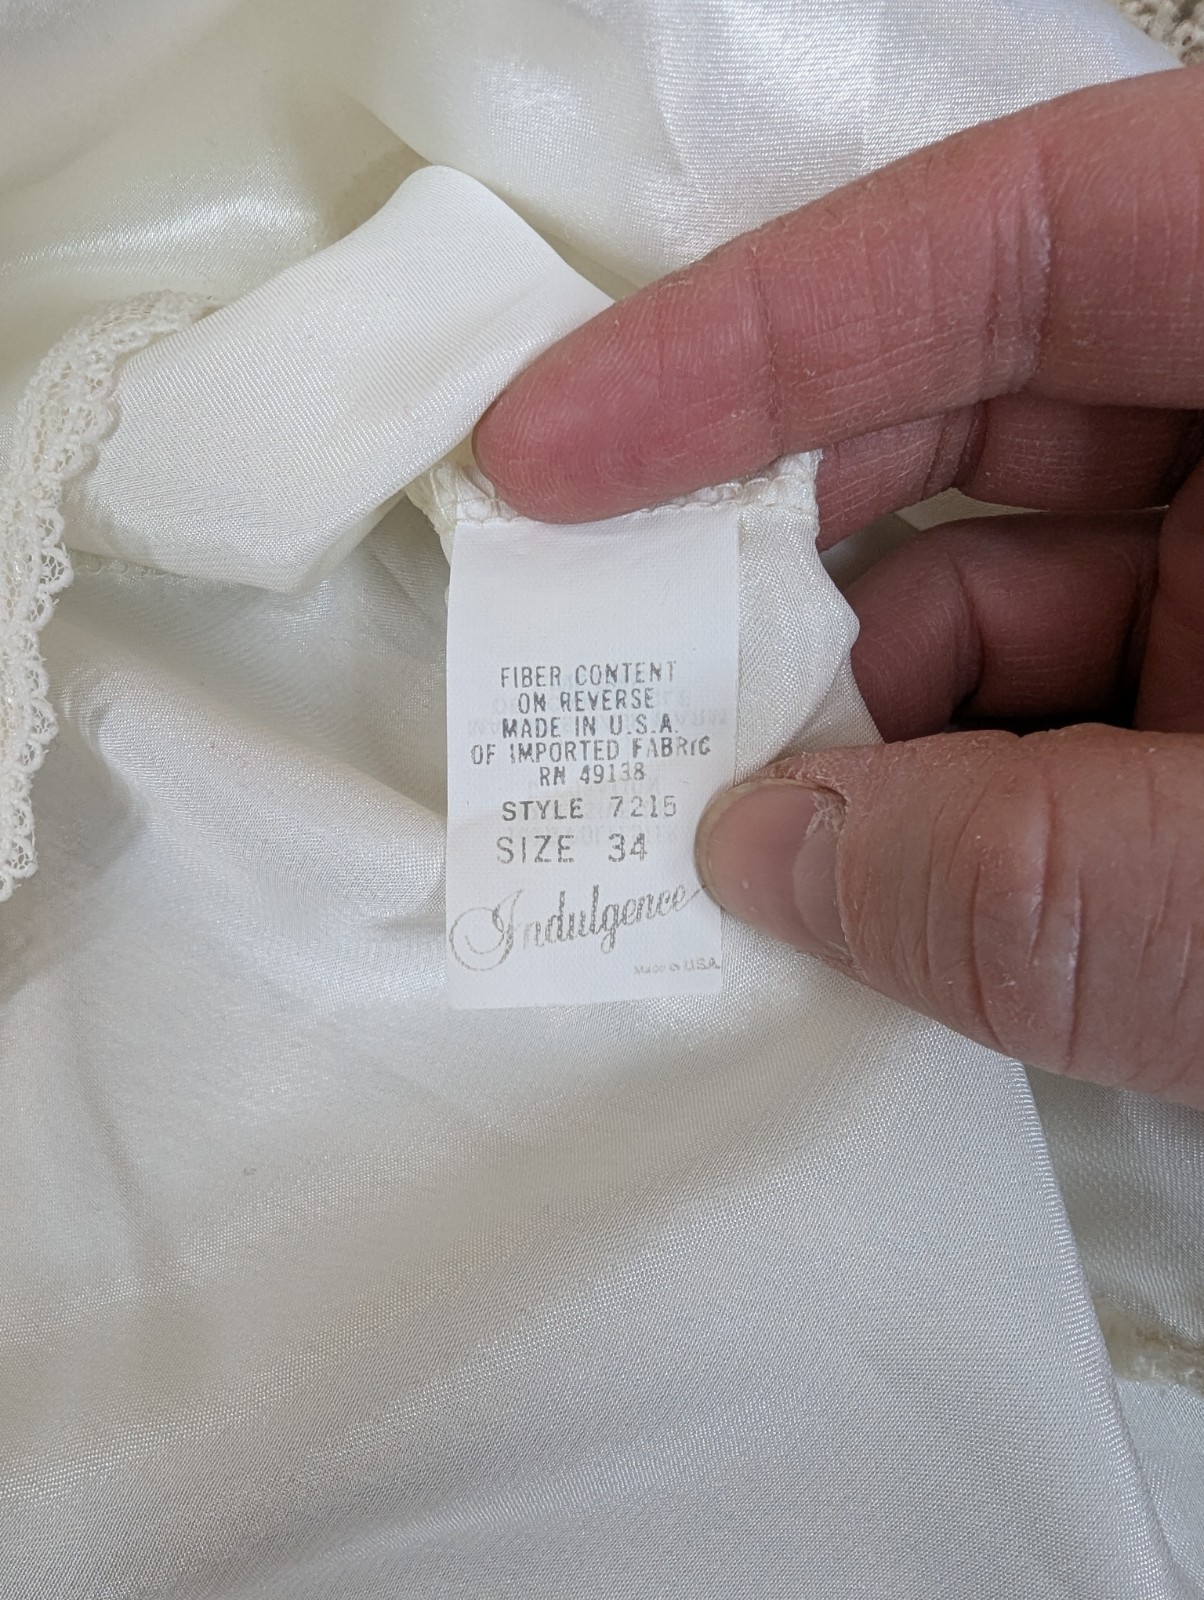 FIBER CONTENT
ON REVERSE
MADE IN U.S.A.
OF IMPORTED FABRIC
RN 49138
STYLE 7215
SIZE 34
Indulgence
Made in U.S.A.